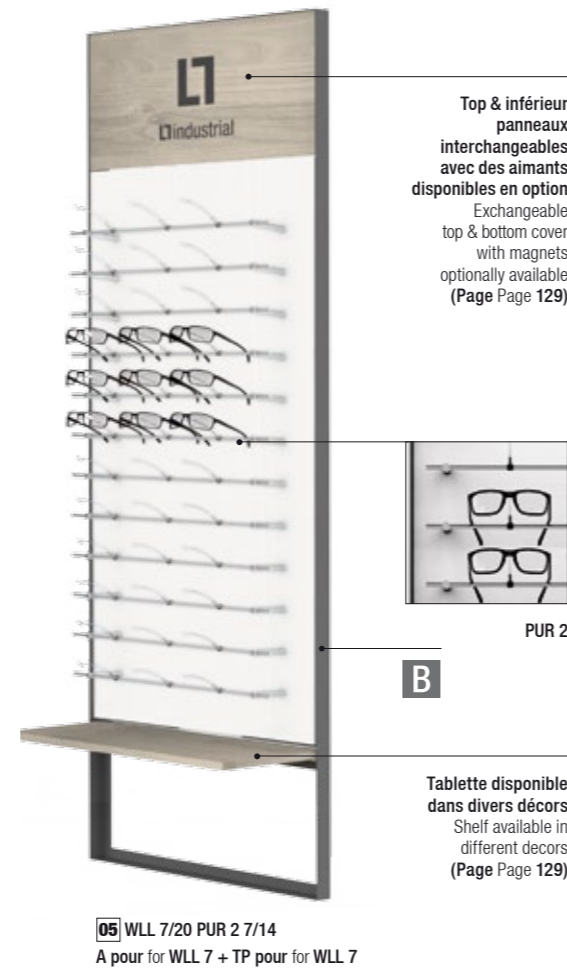 industrial
Top & inférieur
panneaux
interchangeables
avec des aimants
disponibles en option
Exchangeable
top & bottom cover
with magnets
optionally available
(Page Page 129)
PUR 2
B
Tablette disponible
dans divers décors
Shelf available in
different decors
(Page Page 129)
05 WLL 7/20 PUR 2 7/14
A pour for WLL 7 + TP pour for WLL 7